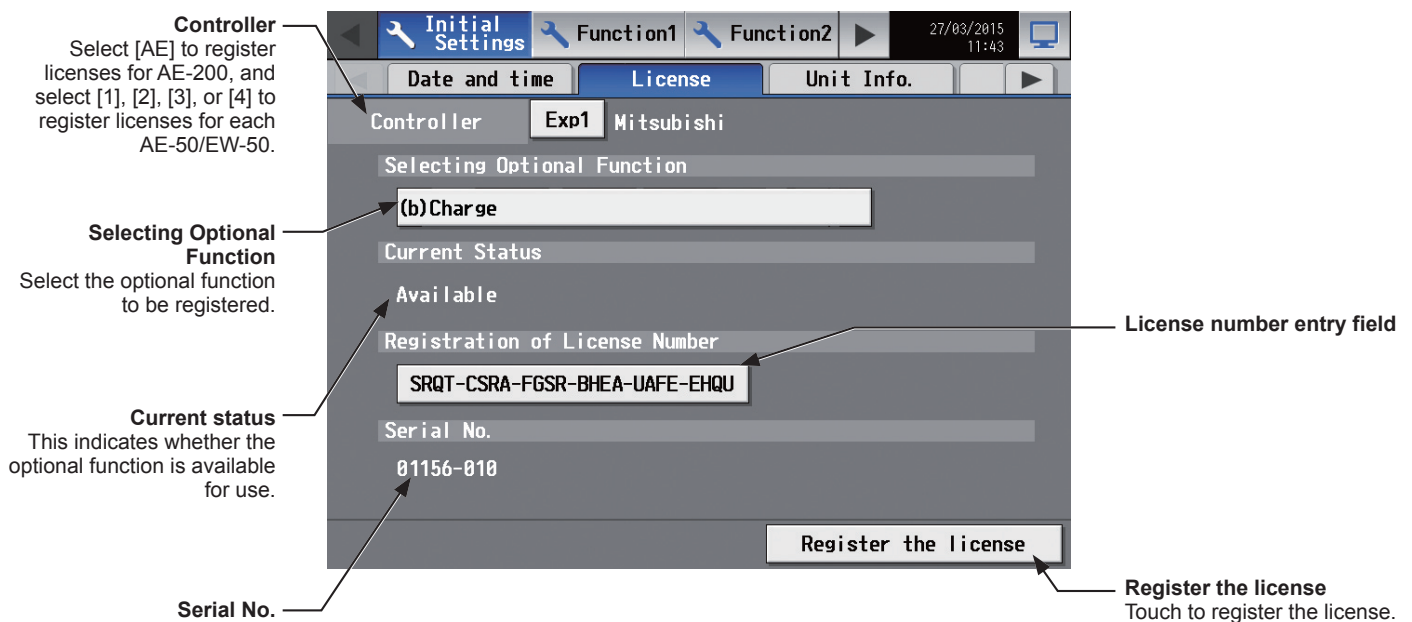 Controller
Select [AE] to register
licenses for AE-200, and
select [1], [2], [3], or [4] to
register licenses for each
AE-50/EW-50.
Selecting Optional
Function
Select the optional function
to be registered.
Current status
This indicates whether the
optional function is available
for use.
Serial No.
Initial
Settings
Function1
Function2
27/03/2015
11:43
Date and time
License
Unit Info.
Controller
Exp1
Mitsubishi
Selecting Optional Function
(b)Charge
Current Status
Available
Registration of License Number
SRQT-CSRA-FGSR-BHEA-UAFE-EHQU
Serial No.
01156-010
Register the license
License number entry field
Register the license
Touch to register the license.